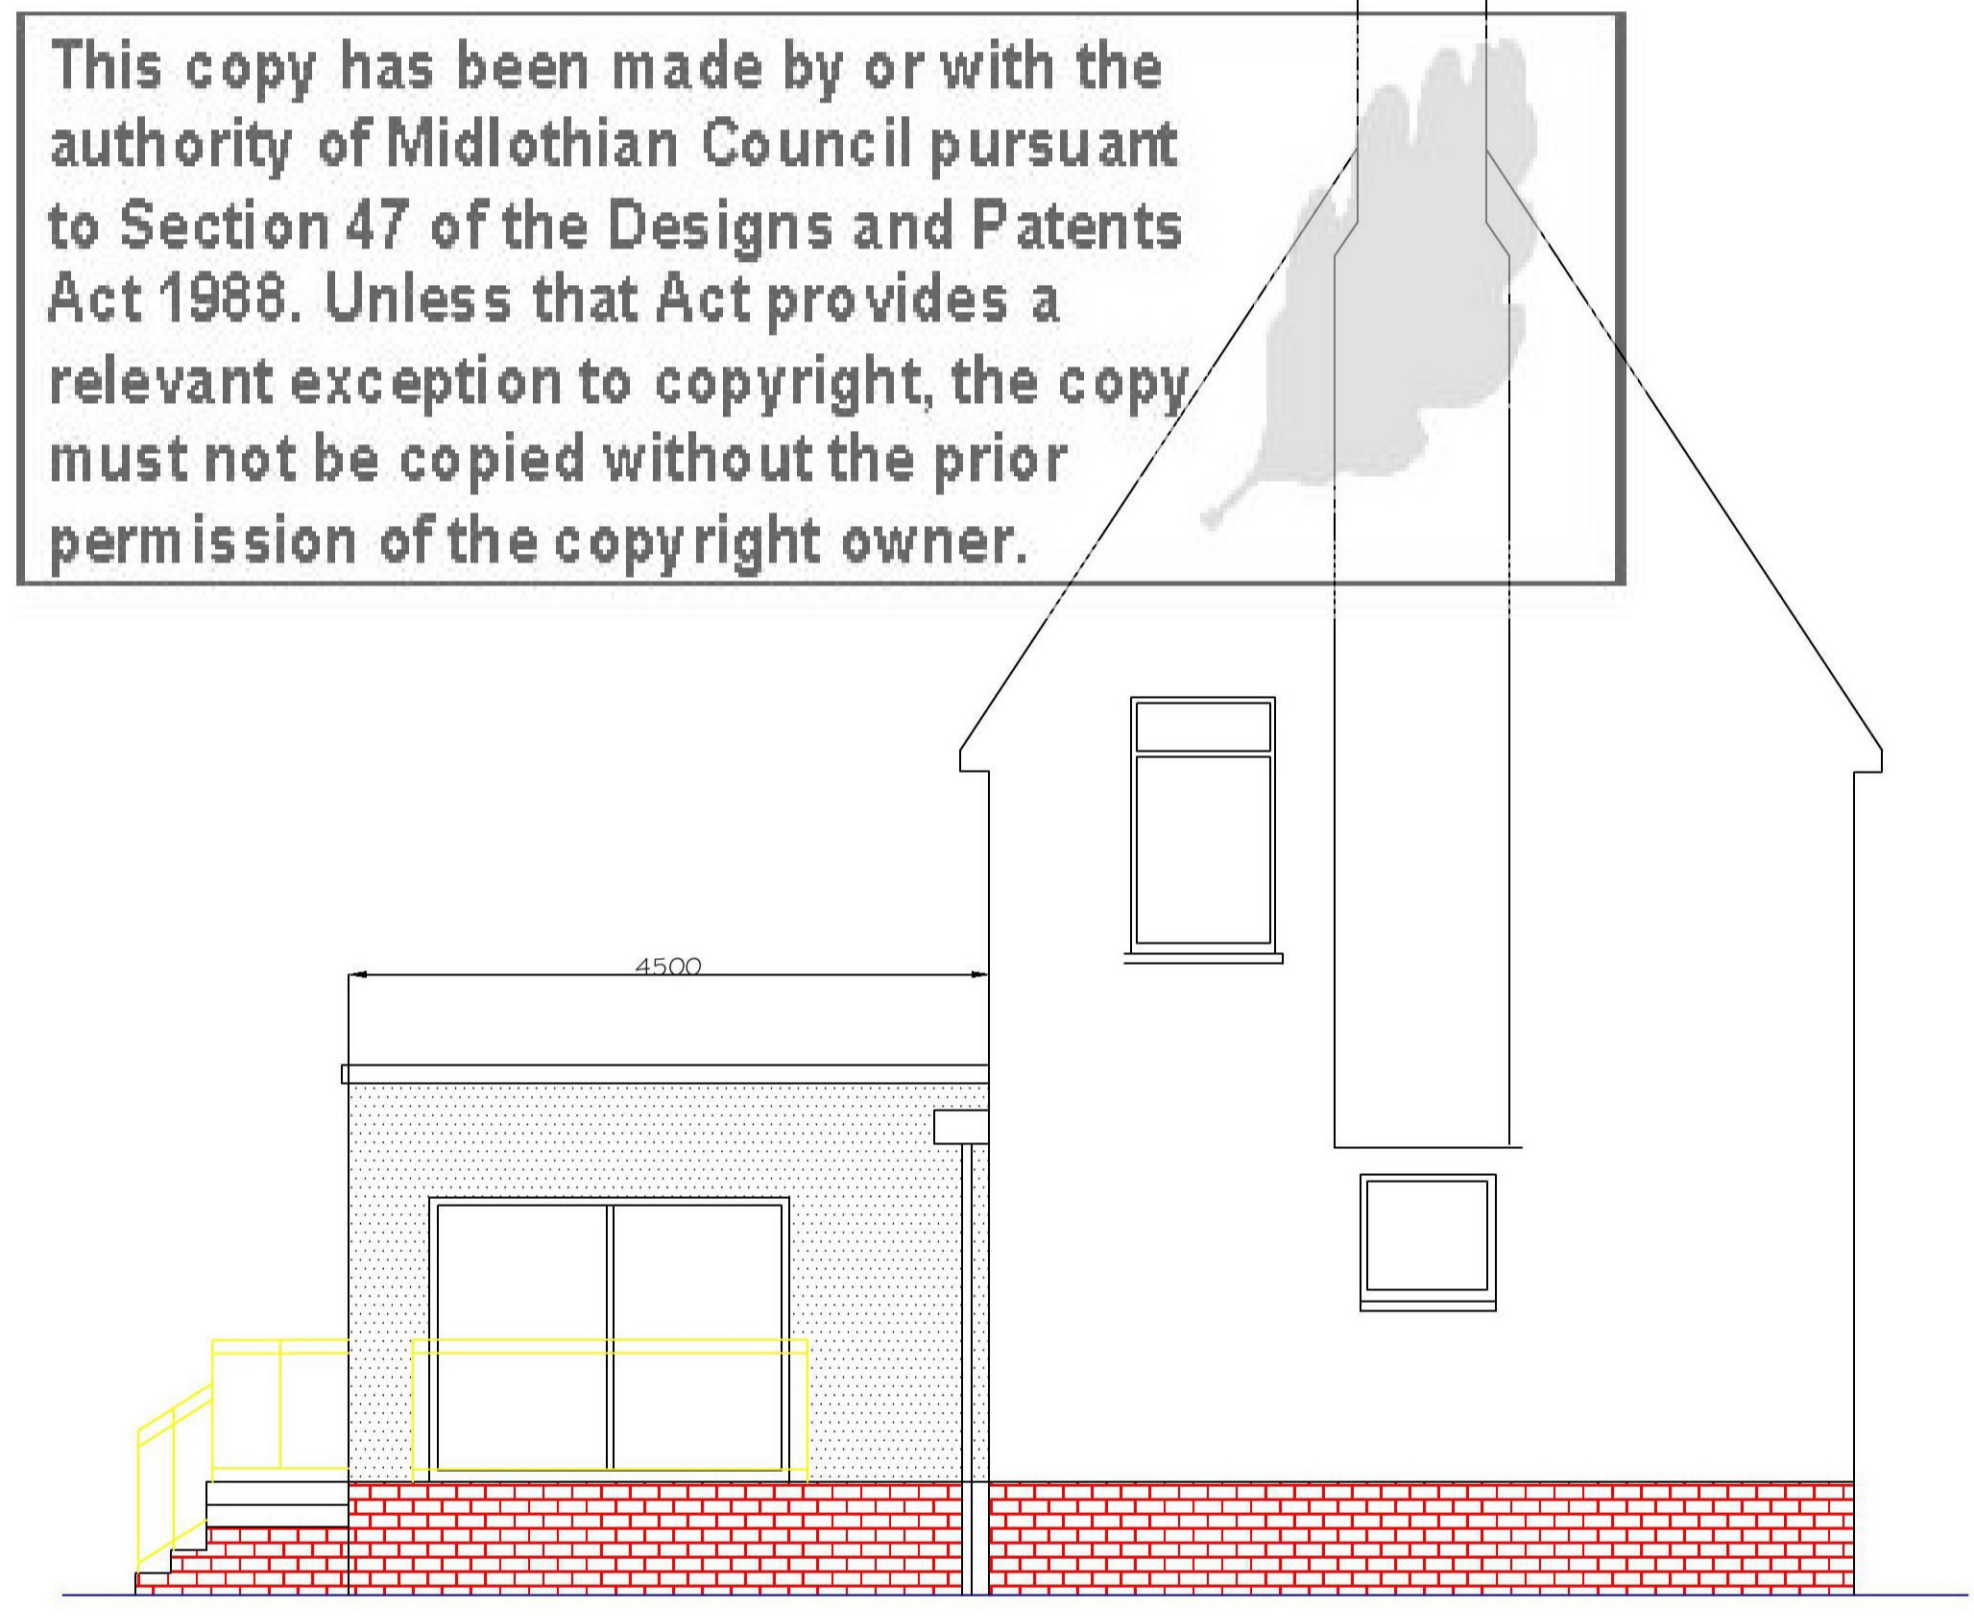 This copy has been made by or with the
authority of Midlothian Council pursuant
to Section 47 of the Designs and Patents
Act 1988. Unless that Act provides a
relevant exception to copyright, the copy
must not be copied without the prior
permission of the copyright owner.
4500